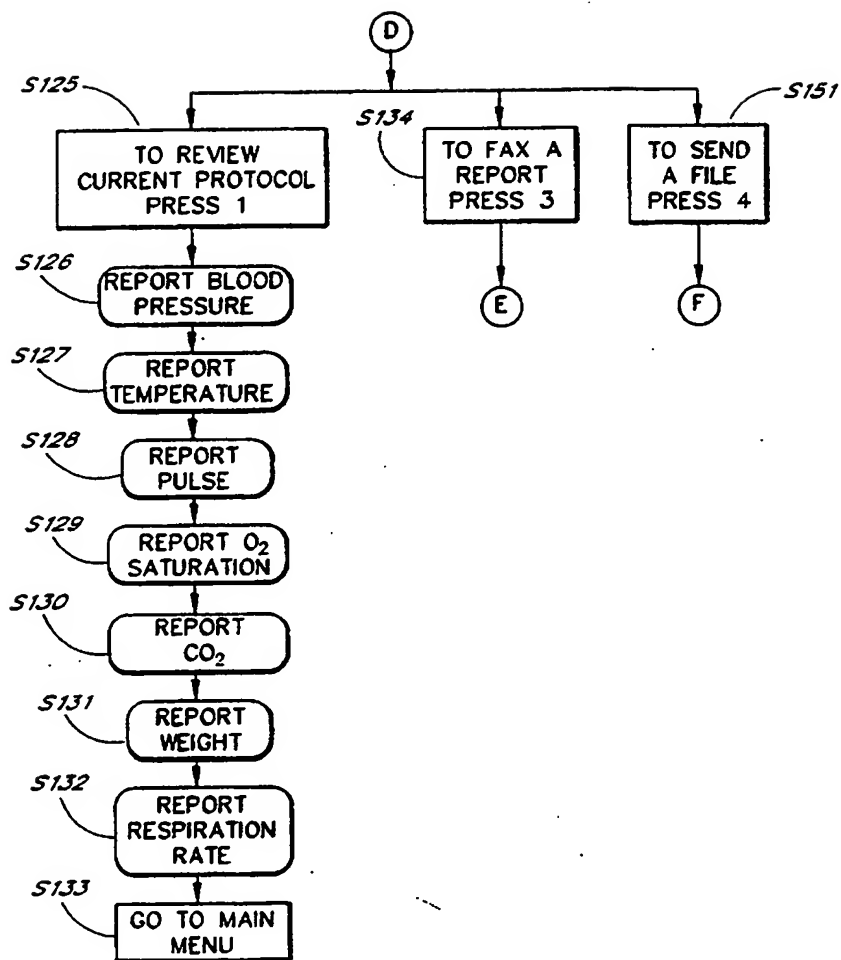 D
S125
S134
S151
TO REVIEW
CURRENT PROTOCOL
PRESS 1
TO FAX A
REPORT
PRESS 3
TO SEND
A FILE
PRESS 4
S126
REPORT BLOOD
PRESSURE
E
F
S127
REPORT
TEMPERATURE
S128
REPORT
PULSE
S129
REPORT O₂
SATURATION
S130
REPORT
CO₂
S131
REPORT
WEIGHT
S132
REPORT
RESPIRATION
RATE
S133
GO TO MAIN
MENU